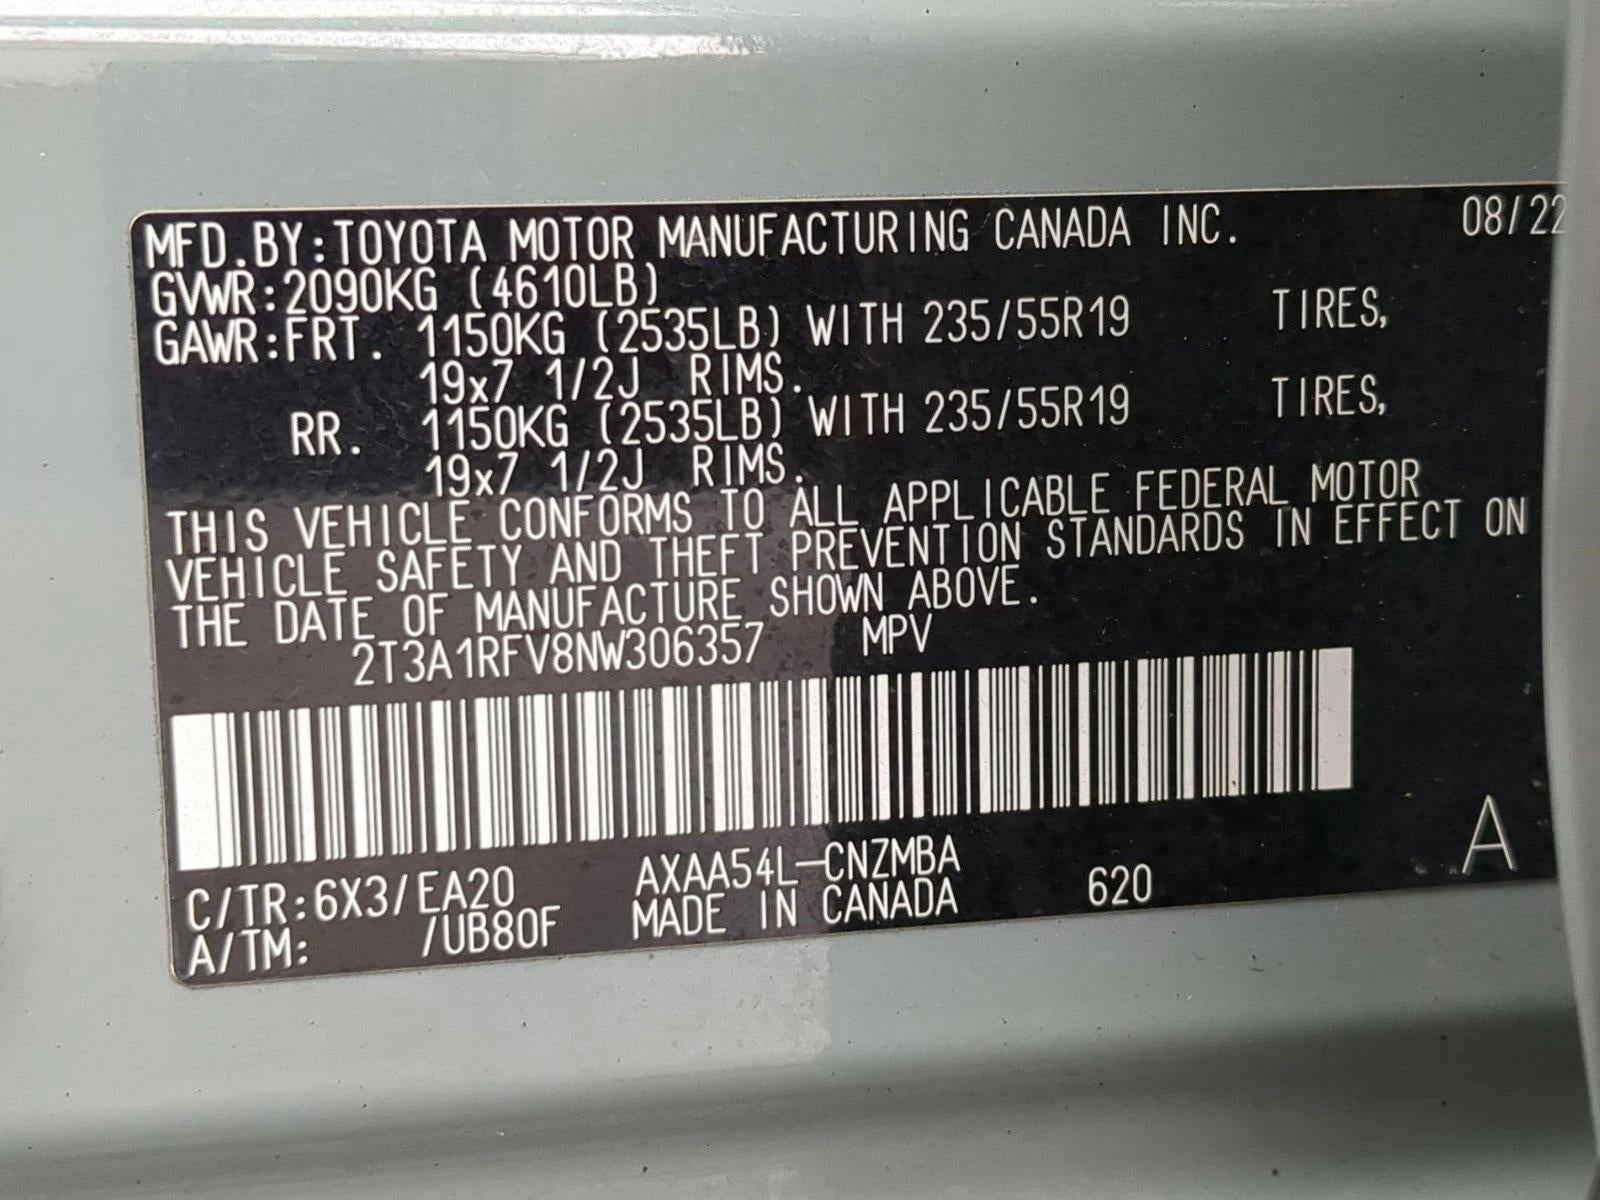 MFD.BY:TOYOTA MOTOR MANUFACTURING CANADA INC. 08/22
GVWR:2090KG (4610LB)
GAWR:FRT. 1150KG (2535LB) WITH 235/55R19 TIRES,
19x7 1/2J RIMS.
RR. 1150KG (2535LB) WITH 235/55R19 TIRES,
19x7 1/2J RIMS.
THIS VEHICLE CONFORMS TO ALL APPLICABLE FEDERAL MOTOR
VEHICLE SAFETY AND THEFT PREVENTION STANDARDS IN EFFECT ON
THE DATE OF MANUFACTURE SHOWN ABOVE.
2T3A1RFV8NW306357 MPV
C/TR:6X3/EA20 AXAA54L-CNZMBA A
A/TM: /UB80F MADE IN CANADA 620